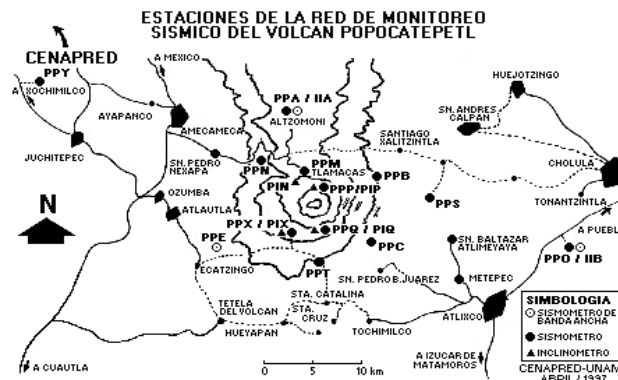 ESTACIONES DE LA RED DE MONITOREO
SISMICO DEL VOLCAN POPOCATEPETL
CENAPRED
PPY
A XOCHIMILCO
A MEXICO
HUEJOTZINGO
PPA / IIA
ALTZOMONI
SN. ANDRES
CALPAN
AYAPANCO
AMECAMECA
SANTIAGO
XALITZINTLA
JUCHITEPEC
SN. PEDRO
NEXAPA
PPN
PPM
TLAMACAS
PPB
CHOLULA
PIN
PPP/PIP
OZUMBA
PPS
TONANTZINTLA
ATLAUTLA
N
PPX / PIX
PPQ / PIQ
A PUEBL
PPE
PPC
SN. BALTAZAR
ATLIMEYAYA
PPO / IIB
ECATZINGO
PPT
SN. PEDRO B. JUAREZ
METEPEC
TETELA
DEL VOLCAN
STA. CATALINA
STA.
CRUZ
HUEYAPAN
TOCHIMILCO
ATLIXCO
SIMBOLOGIA
SISMOMETRO DE
BANDA ANCHA
SISMOMETRO
INCLINOMETRO
A CUAUTLA
0 5 10 km
A IZUCAR DE
MATAMOROS
CENAPRED-UNAM
ABRIL / 1997